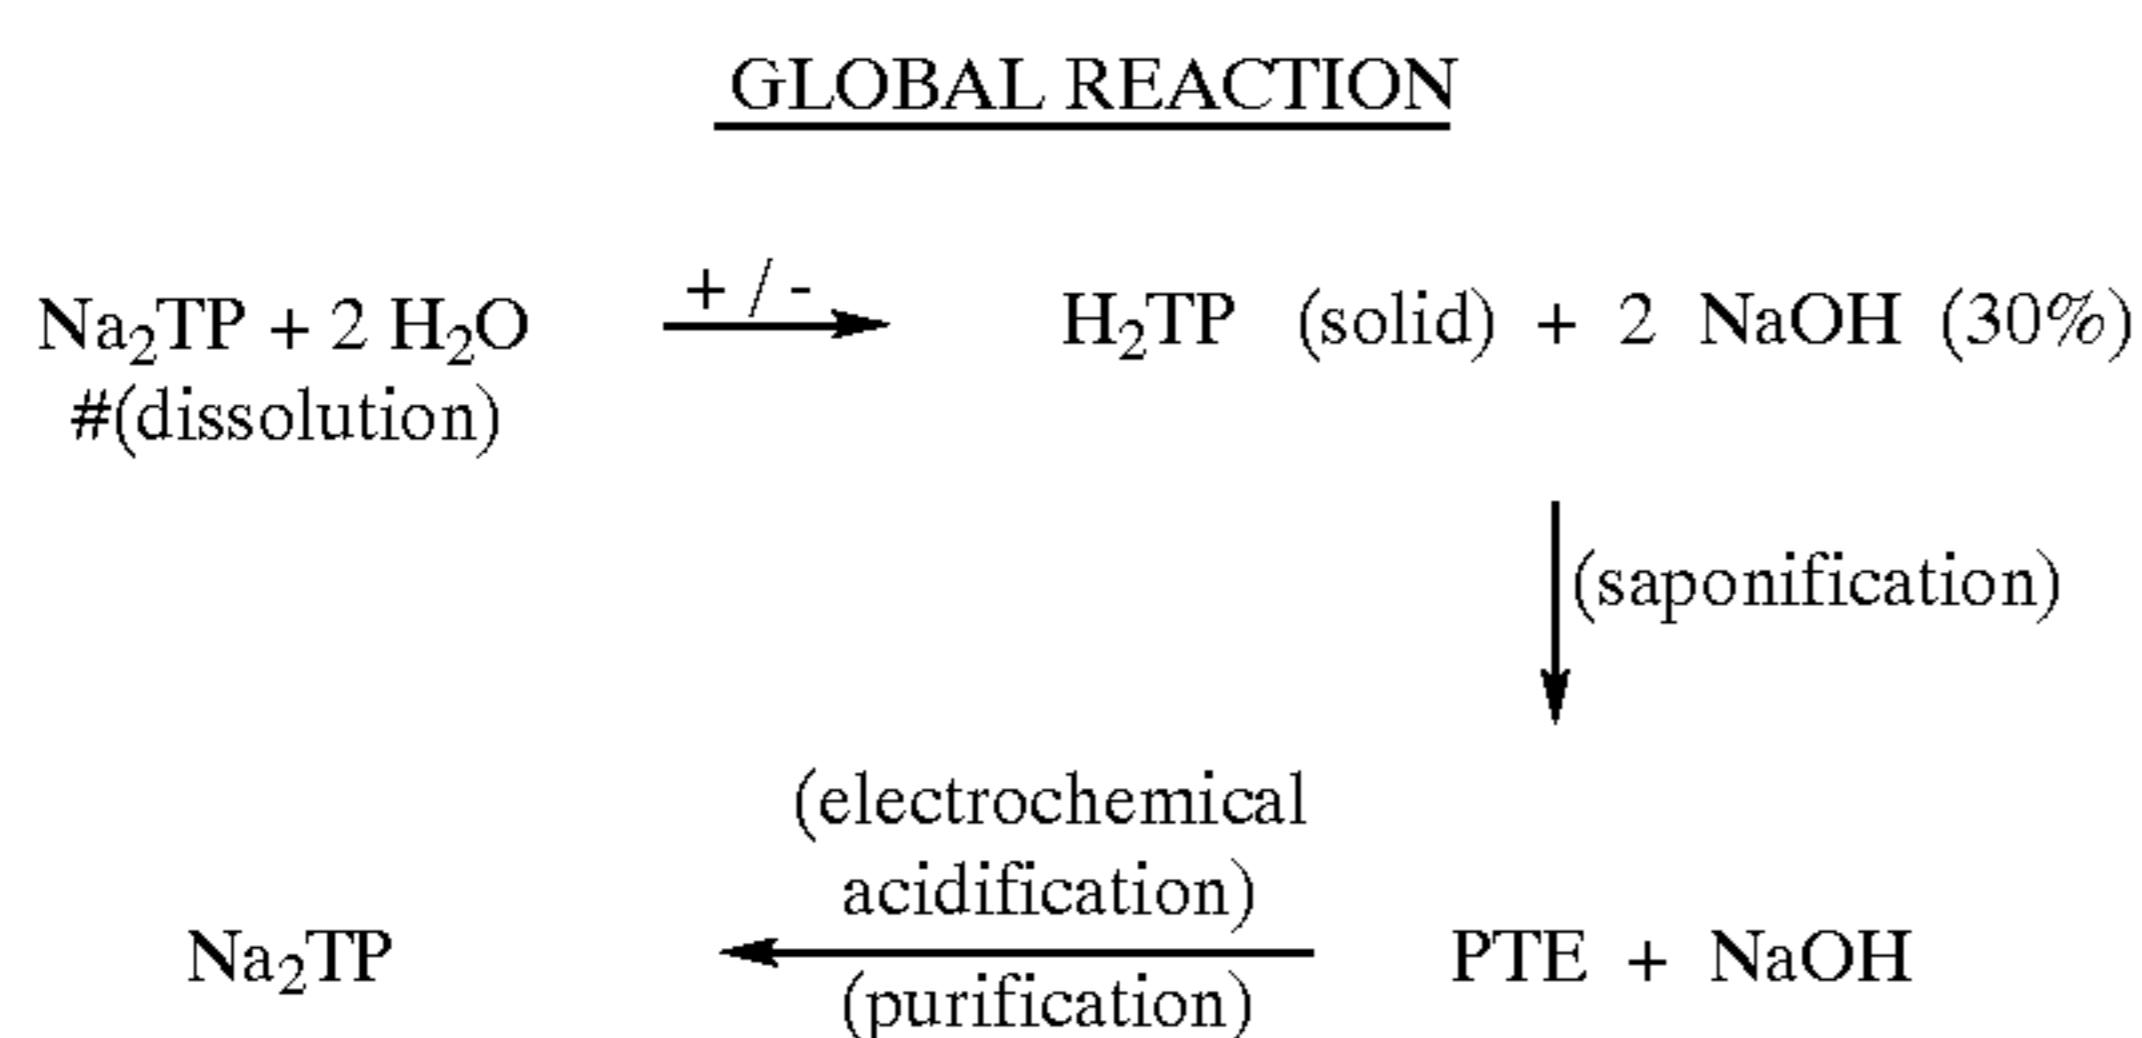 GLOBAL REACTION
Na₂TP + 2 H₂O + / - H₂TP (solid) + 2 NaOH (30%)
#(dissolution)
(saponification)
(electrochemical
acidification)
Na₂TP PTE + NaOH
(purification)